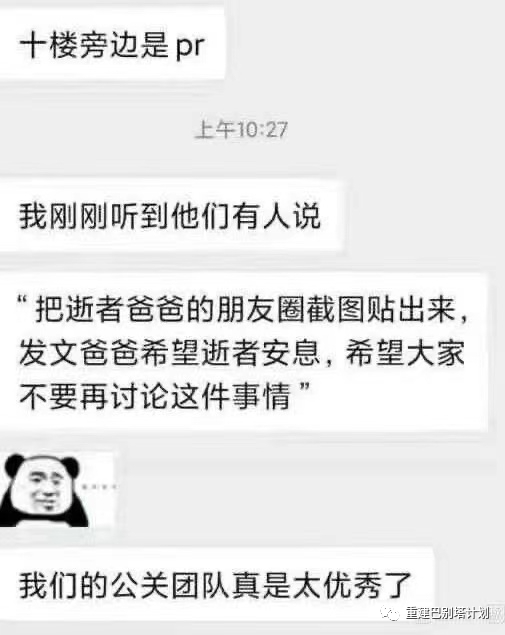 十楼旁边是pr
上午10:27
我刚刚听到他们有人说
“把逝者爸爸的朋友圈截图贴出来，
发文爸爸希望逝者安息，希望大家
不要再讨论这件事情”
我们的公关团队真是太优秀了
重建巴别塔计划